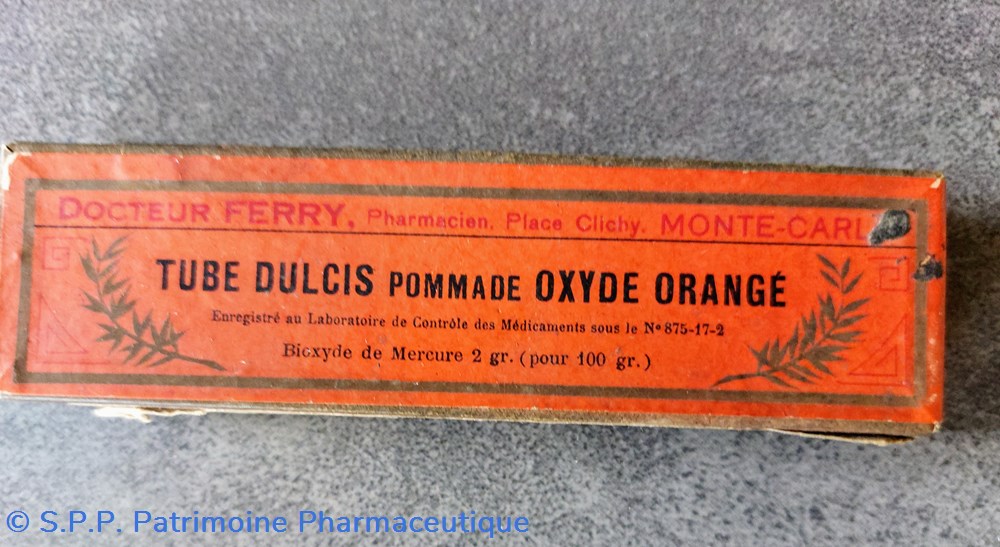 DOCTEUR FERRY, Pharmacien, Place Clichy, MONTE-CARL
TUBE DULCIS POMMADE OXYDE ORANGÉ
Enregistré au Laboratoire de Contrôle des Médicaments sous le Nº 875-17-2
Bioxyde de Mercure 2 gr. (pour 100 gr.)
© S.P.P. Patrimoine Pharmaceutique